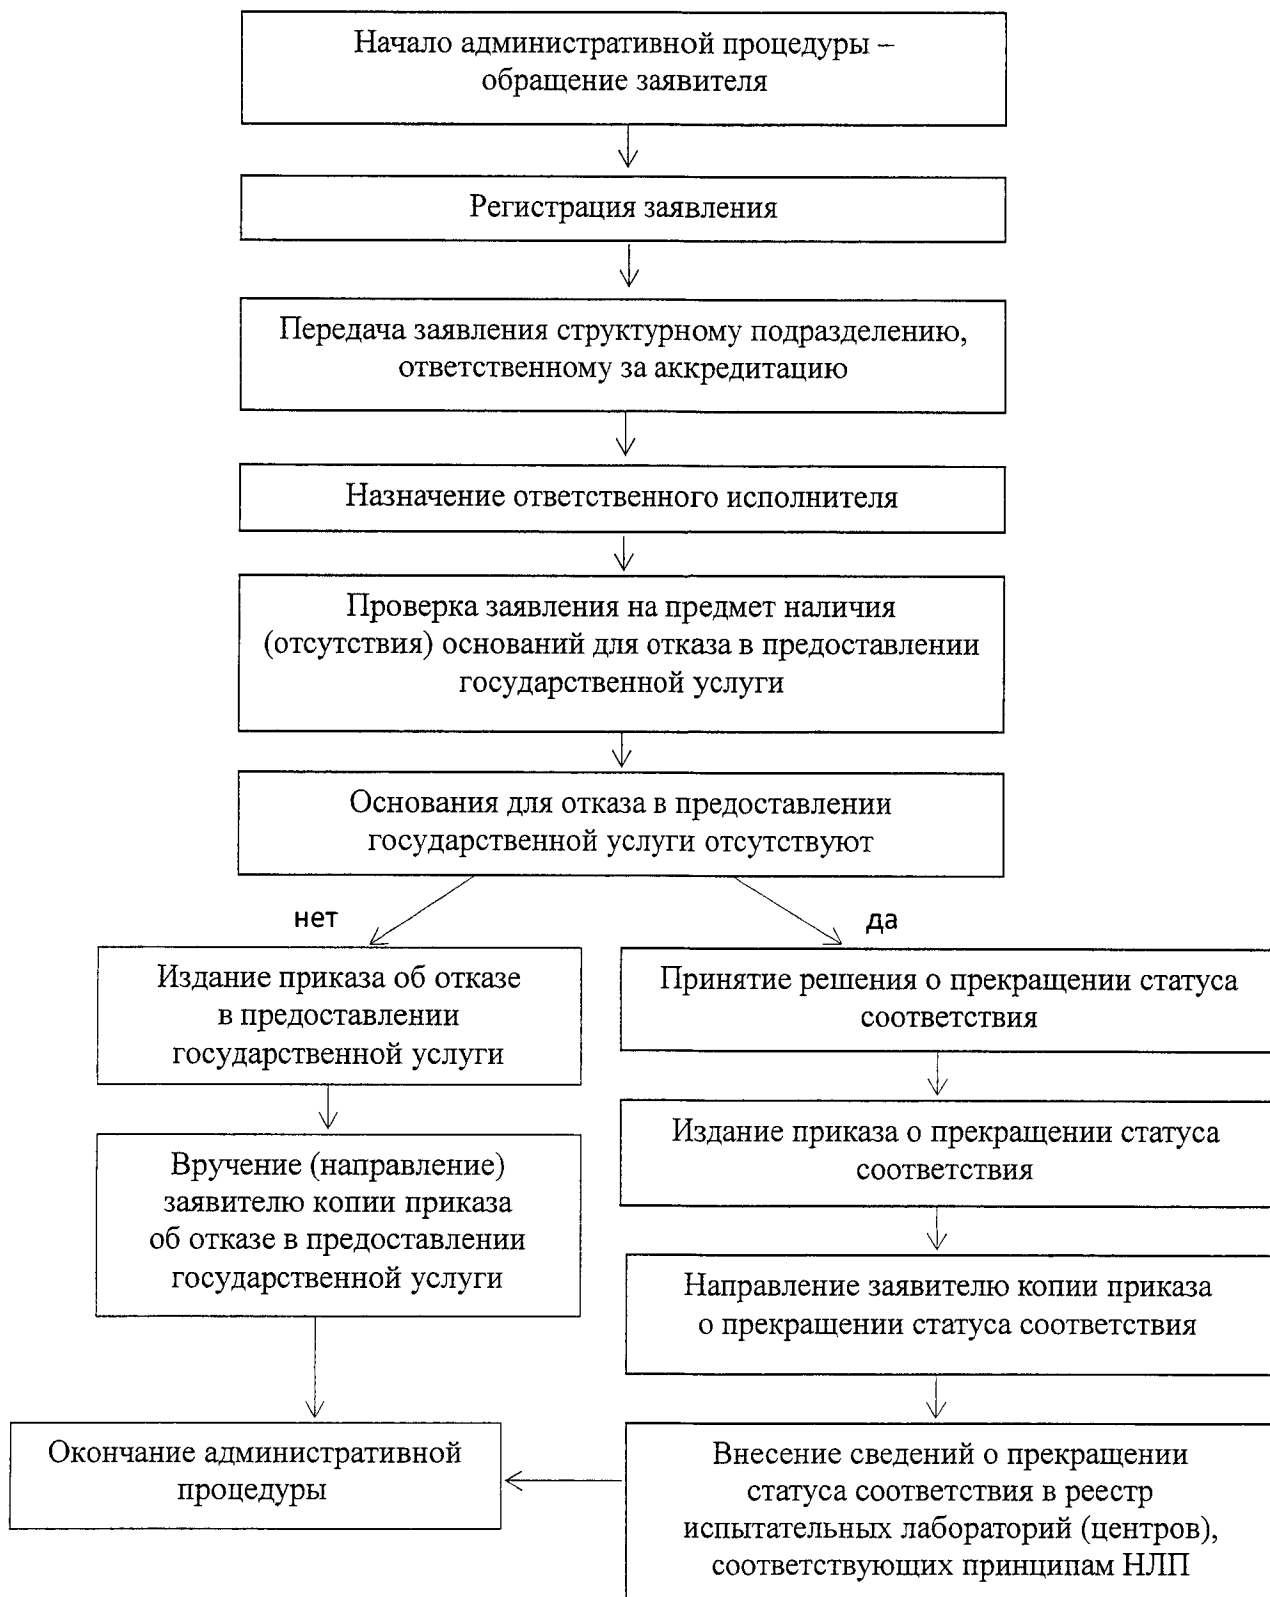 Начало административной процедуры –
обращение заявителя
Регистрация заявления
Передача заявления структурному подразделению,
ответственному за аккредитацию
Назначение ответственного исполнителя
Проверка заявления на предмет наличия
(отсутствия) оснований для отказа в предоставлении
государственной услуги
Основания для отказа в предоставлении
государственной услуги отсутствуют
нет
да
Издание приказа об отказе
в предоставлении
государственной услуги
Вручение (направление)
заявителю копии приказа
об отказе в предоставлении
государственной услуги
Принятие решения о прекращении статуса
соответствия
Издание приказа о прекращении статуса
соответствия
Направление заявителю копии приказа
о прекращении статуса соответствия
Внесение сведений о прекращении
статуса соответствия в реестр
испытательных лабораторий (центров),
соответствующих принципам НЛП
Окончание административной
процедуры